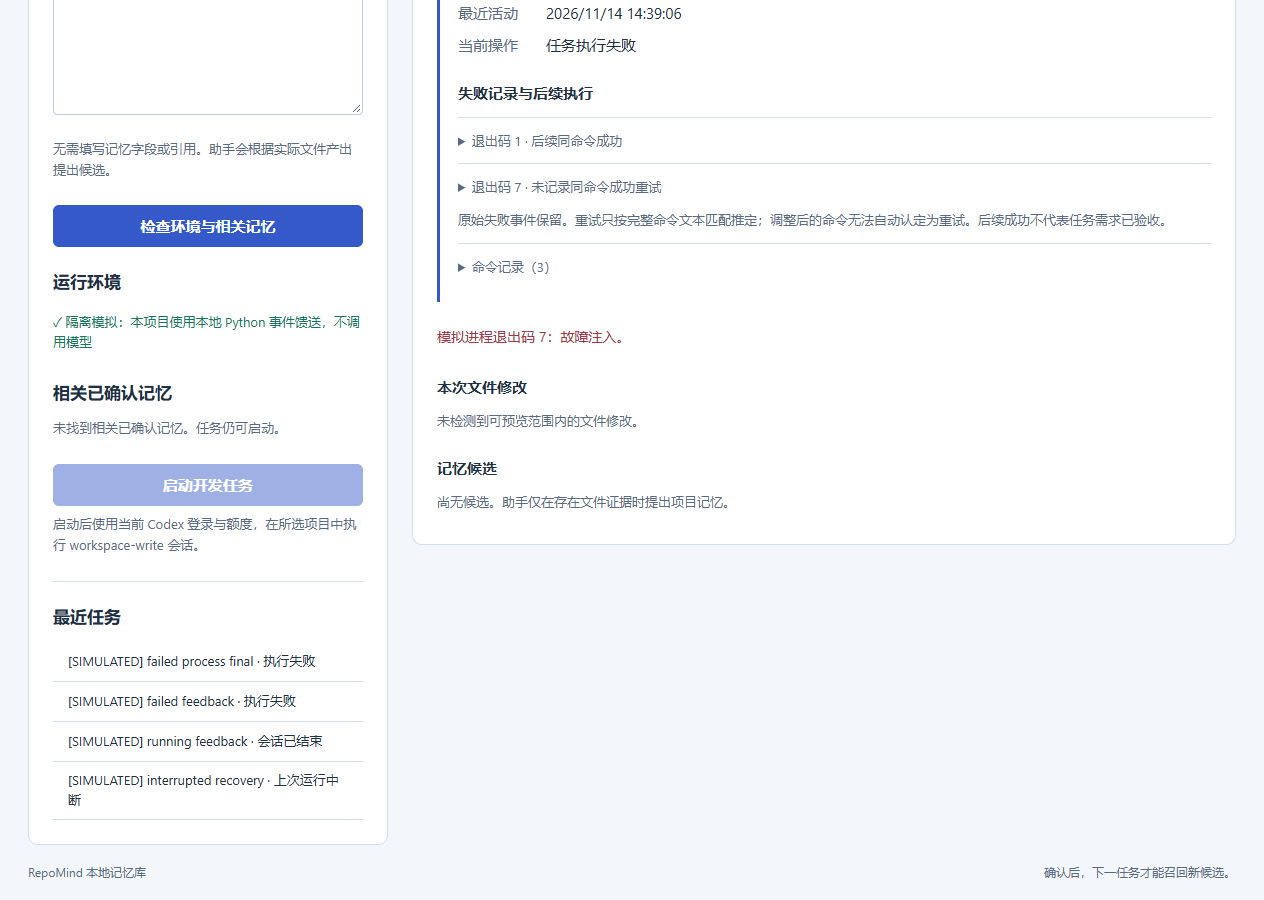 无需填写记忆字段或引用。助手会根据实际文件产出
提出候选。
检查环境与相关记忆
运行环境
✓ 隔离模拟：本项目使用本地 Python 事件馈送，不调
用模型
相关已确认记忆
未找到相关已确认记忆。任务仍可启动。
启动开发任务
启动后使用当前 Codex 登录与额度，在所选项目中执
行 workspace-write 会话。
最近任务
[SIMULATED] failed process final · 执行失败
[SIMULATED] failed feedback · 执行失败
[SIMULATED] running feedback · 会话已结束
[SIMULATED] interrupted recovery · 上次运行中
断
最近活动 2026/11/14 14:39:06
当前操作 任务执行失败
失败记录与后续执行
▶ 退出码 1 · 后续同命令成功
▶ 退出码 7 · 未记录同命令成功重试
原始失败事件保留。重试只按完整命令文本匹配推定；调整后的命令无法自动认定为重试。后续成功不代表任务需求已验收。
▶ 命令记录（3）
模拟进程退出码 7：故障注入。
本次文件修改
未检测到可预览范围内的文件修改。
记忆候选
尚无候选。助手仅在存在文件证据时提出项目记忆。
RepoMind 本地记忆库
确认后，下一任务才能召回新候选。